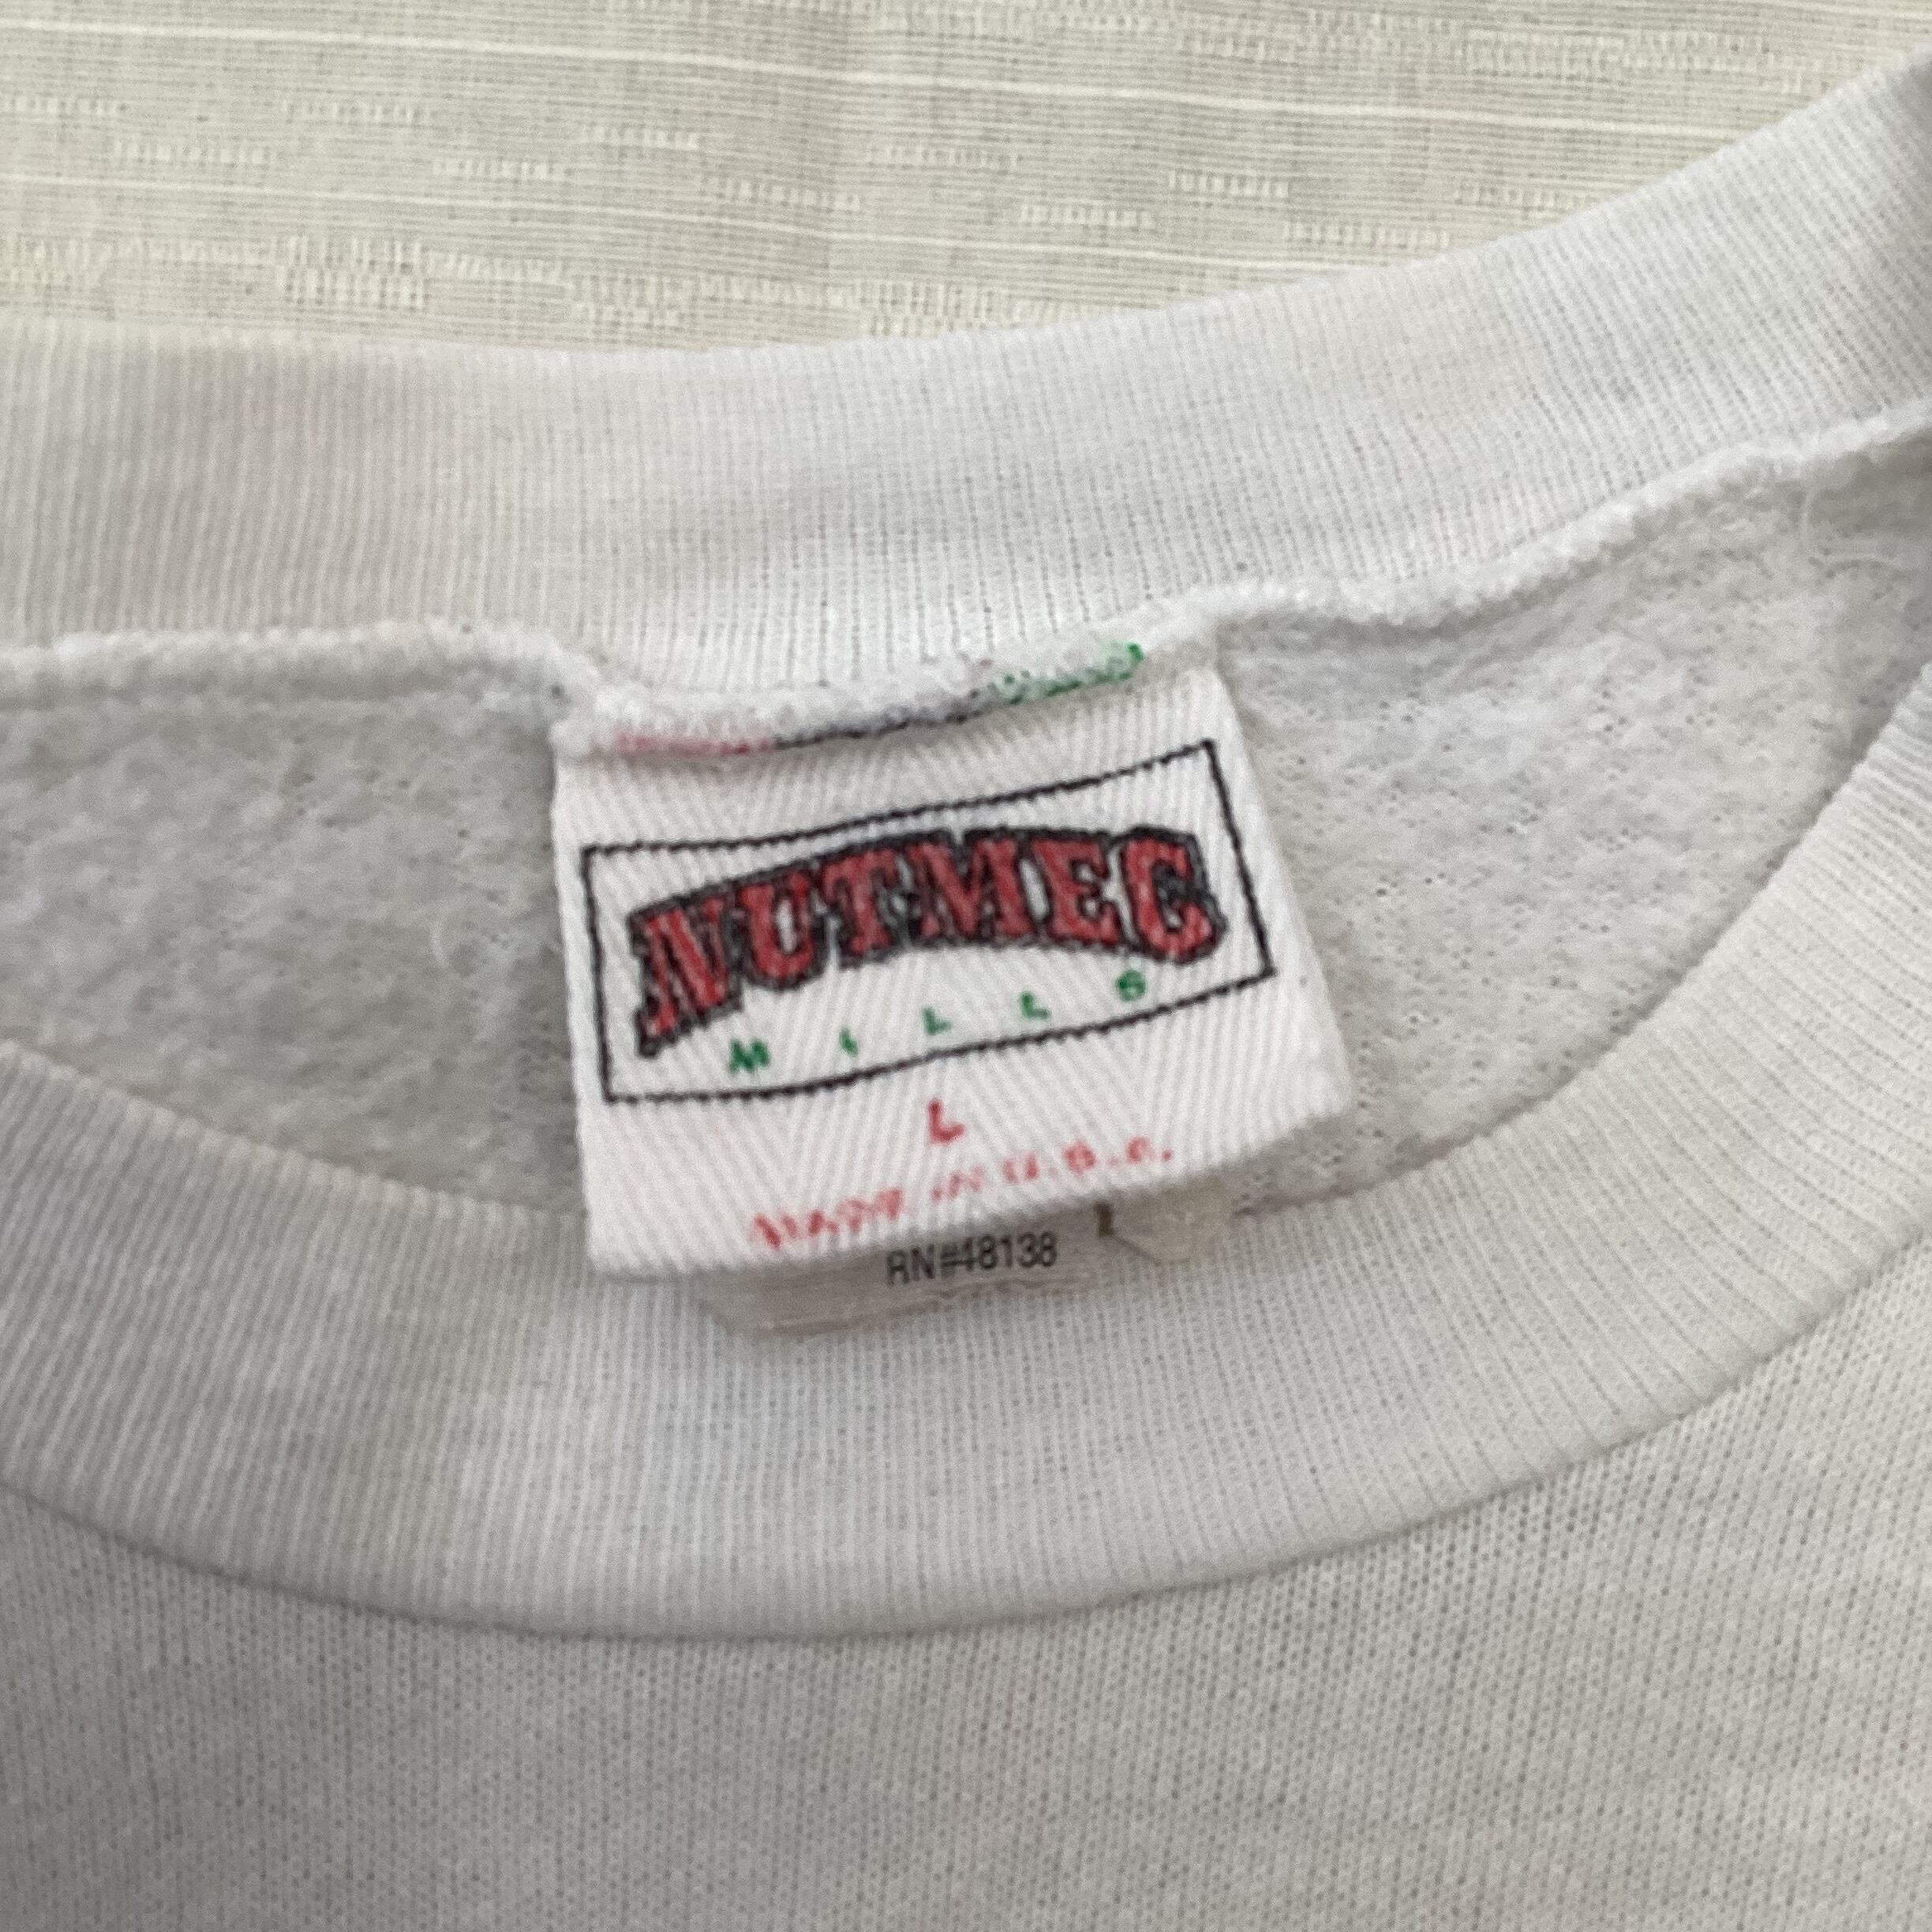 NUTMEG
MILLS
L
MADE IN U.S.A.
RN#48138